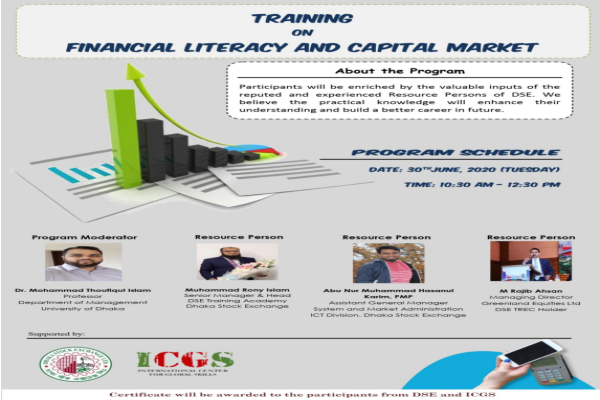 TRAINING
ON
FINANCIAL LITERACY AND CAPITAL MARKET
About the Program
Participants will be enriched by the valuable inputs of the
reputed and experienced Resource Persons of DSE. We
believe the practical knowledge will enhance their
understanding and build a better career in future.
PROGRAM SCHEDULE
DATE: 30THJUNE, 2020 (TUESDAY)
TIME: 10:30 AM – 12:30 PM
Program Moderator
Dr. Mohammad Thoufiqul Islam
Professor
Department of Management
University of Dhaka
Resource Person
Muhammad Rony Islam
Senior Manager & Head
DSE Training Academy
Dhaka Stock Exchange
Resource Person
Abu Nur Muhammad Hasanul
Karim, PMP
Assistant General Manager
System and Market Administration
ICT Division, Dhaka Stock Exchange
Resource Person
M Rajib Ahsan
Managing Director
Greenland Equities Ltd
DSE TREC Holder
Supported by:
ICGS
INTERNATIONAL CENTER
FOR GLOBAL SKILLS
Certificate will be awarded to the participants from DSE and ICGS